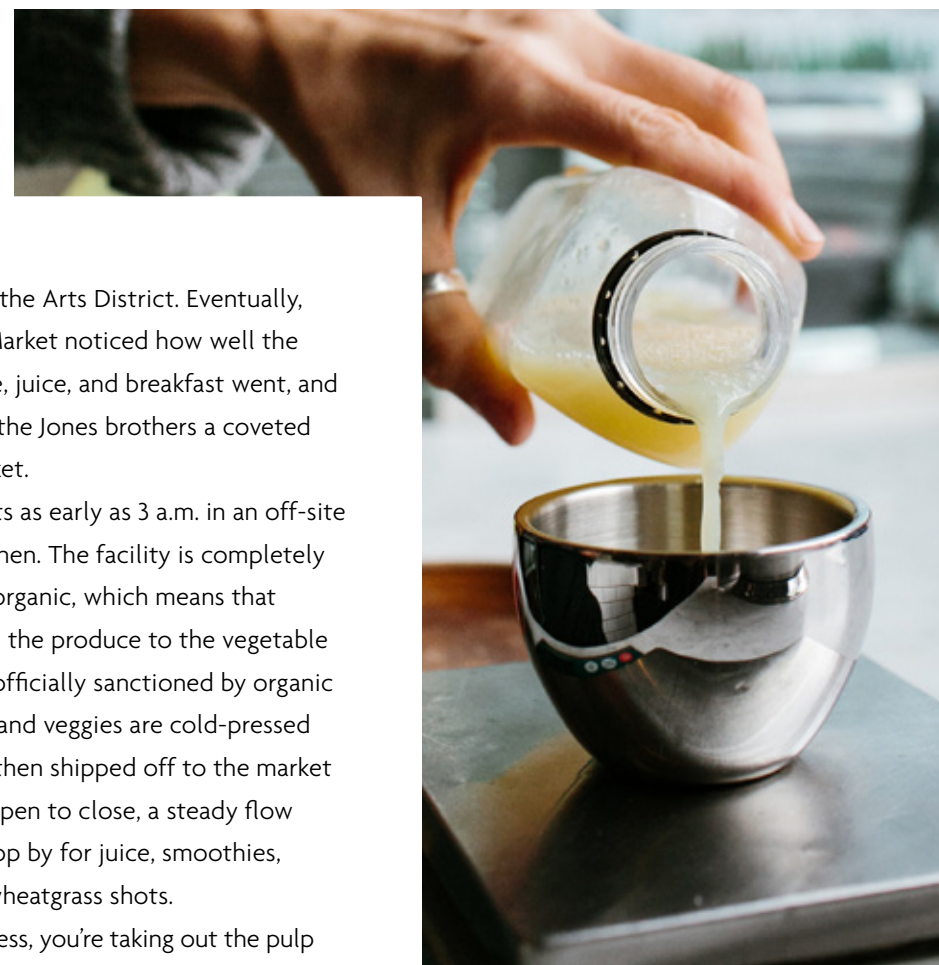 the Arts District. Eventually,
noticed how well the
juice, and breakfast went, and
the Jones brothers a coveted
as early as 3 a.m. in an off-site
The facility is completely
organic, which means that
the produce to the vegetable
officially sanctioned by organic
and veggies are cold-pressed
then shipped off to the market
to close, a steady flow
by for juice, smoothies,
shots.
you’re taking out the pulp